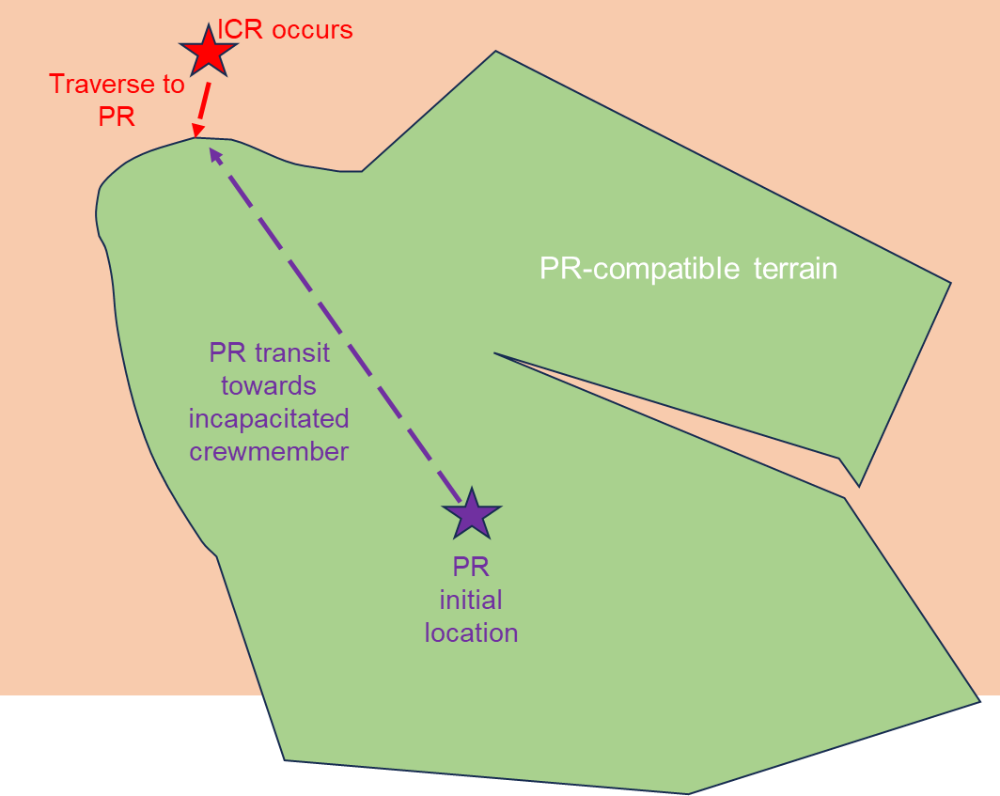 ICR occurs
Traverse to
PR
PR-compatible terrain
PR transit
towards
incapacitated
crewmember
PR
initial
location